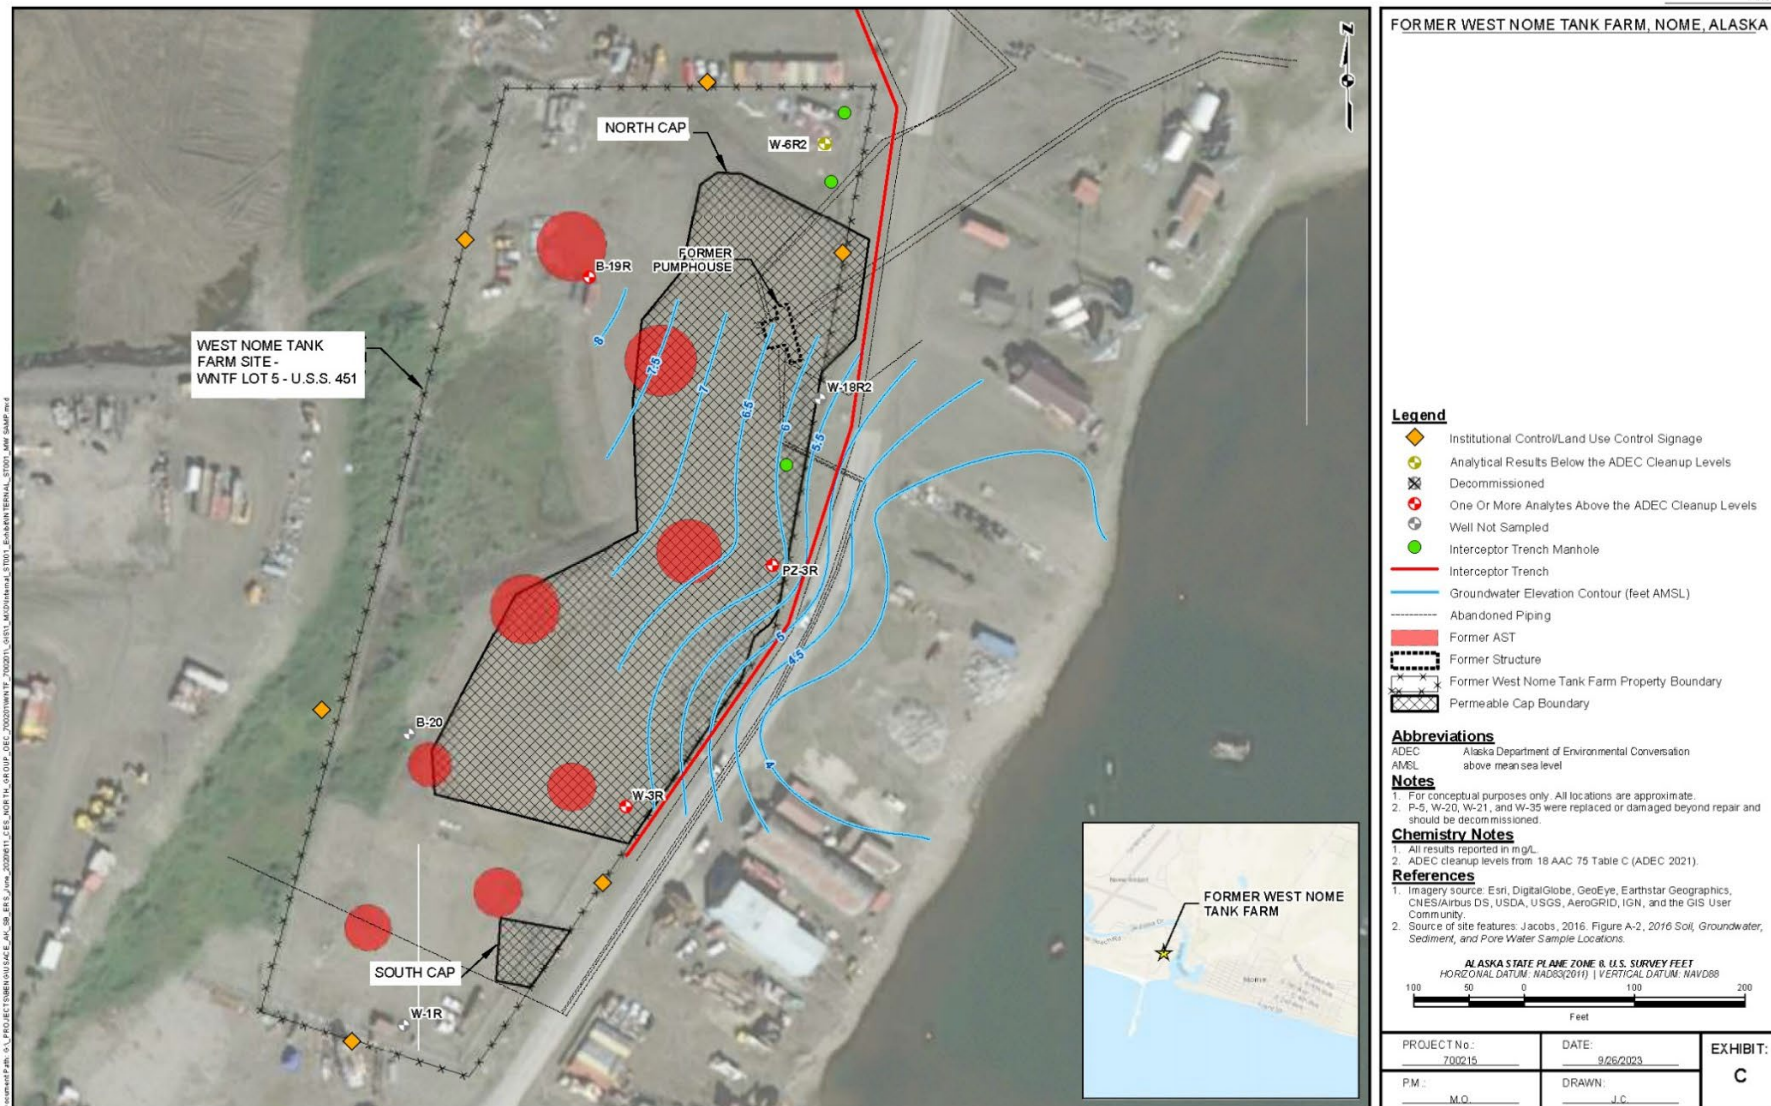 FORMER WEST NOME TANK FARM, NOME, ALASKA
N
NORTH CAP
W-6R2
B-19R
FORMER
PUMPHOUSE
WEST NOME TANK
FARM SITE -
WNTF LOT 5 - U.S.S. 451
8
7.5
7
6.5
6
5.5
W-18R2
PZ-3R
5
4.5
B-20
4
W-3R
SOUTH CAP
W-1R
FORMER WEST NOME
TANK FARM
Nome
Legend
Institutional Control/Land Use Control Signage
Analytical Results Below the ADEC Cleanup Levels
Decommissioned
One Or More Analytes Above the ADEC Cleanup Levels
Well Not Sampled
Interceptor Trench Manhole
Interceptor Trench
Groundwater Elevation Contour (feet AMSL)
Abandoned Piping
Former AST
Former Structure
Former West Nome Tank Farm Property Boundary
Permeable Cap Boundary
Abbreviations
ADEC Alaska Department of Environmental Conversation
AMSL above mean sea level
Notes
1. For conceptual purposes only. All locations are approximate.
2. P-5, W-20, W-21, and W-35 were replaced or damaged beyond repair and
should be decommissioned.
Chemistry Notes
1. All results reported in mg/L.
2. ADEC cleanup levels from 18 AAC 75 Table C (ADEC 2021).
References
1. Imagery source: Esri, DigitalGlobe, GeoEye, Earthstar Geographics,
CNES/Airbus DS, USDA, USGS, AeroGRID, IGN, and the GIS User
Community.
2. Source of site features: Jacobs, 2016. Figure A-2, 2016 Soil, Groundwater,
Sediment, and Pore Water Sample Locations.
ALASKA STATE PLANE ZONE 8, U.S. SURVEY FEET
HORIZONAL DATUM: NAD83(2011) | VERTICAL DATUM: NAVD88
100 50 0 100 200
Feet
PROJECT No.: 700215
DATE: 9/26/2023
EXHIBIT: C
P.M.: M.O.
DRAWN: J.C.